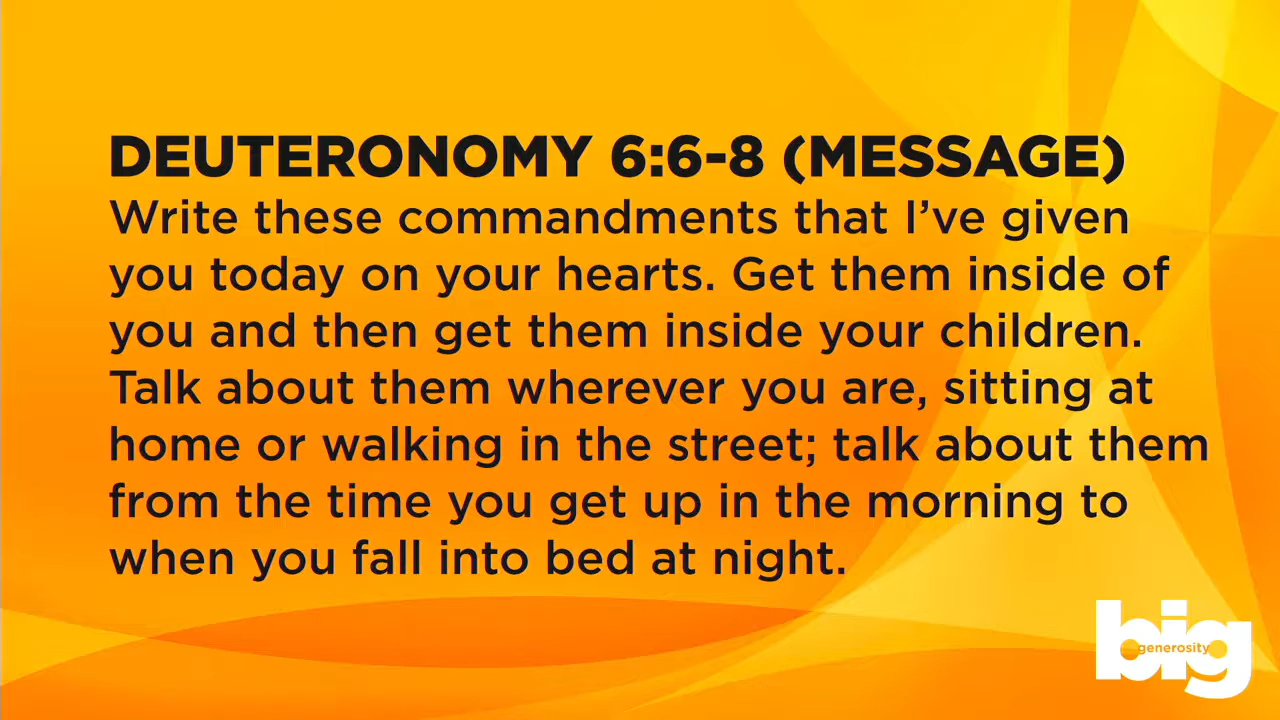 DEUTERONOMY 6:6-8 (MESSAGE)
Write these commandments that I’ve given
you today on your hearts. Get them inside of
you and then get them inside your children.
Talk about them wherever you are, sitting at
home or walking in the street; talk about them
from the time you get up in the morning to
when you fall into bed at night.
big
generosity